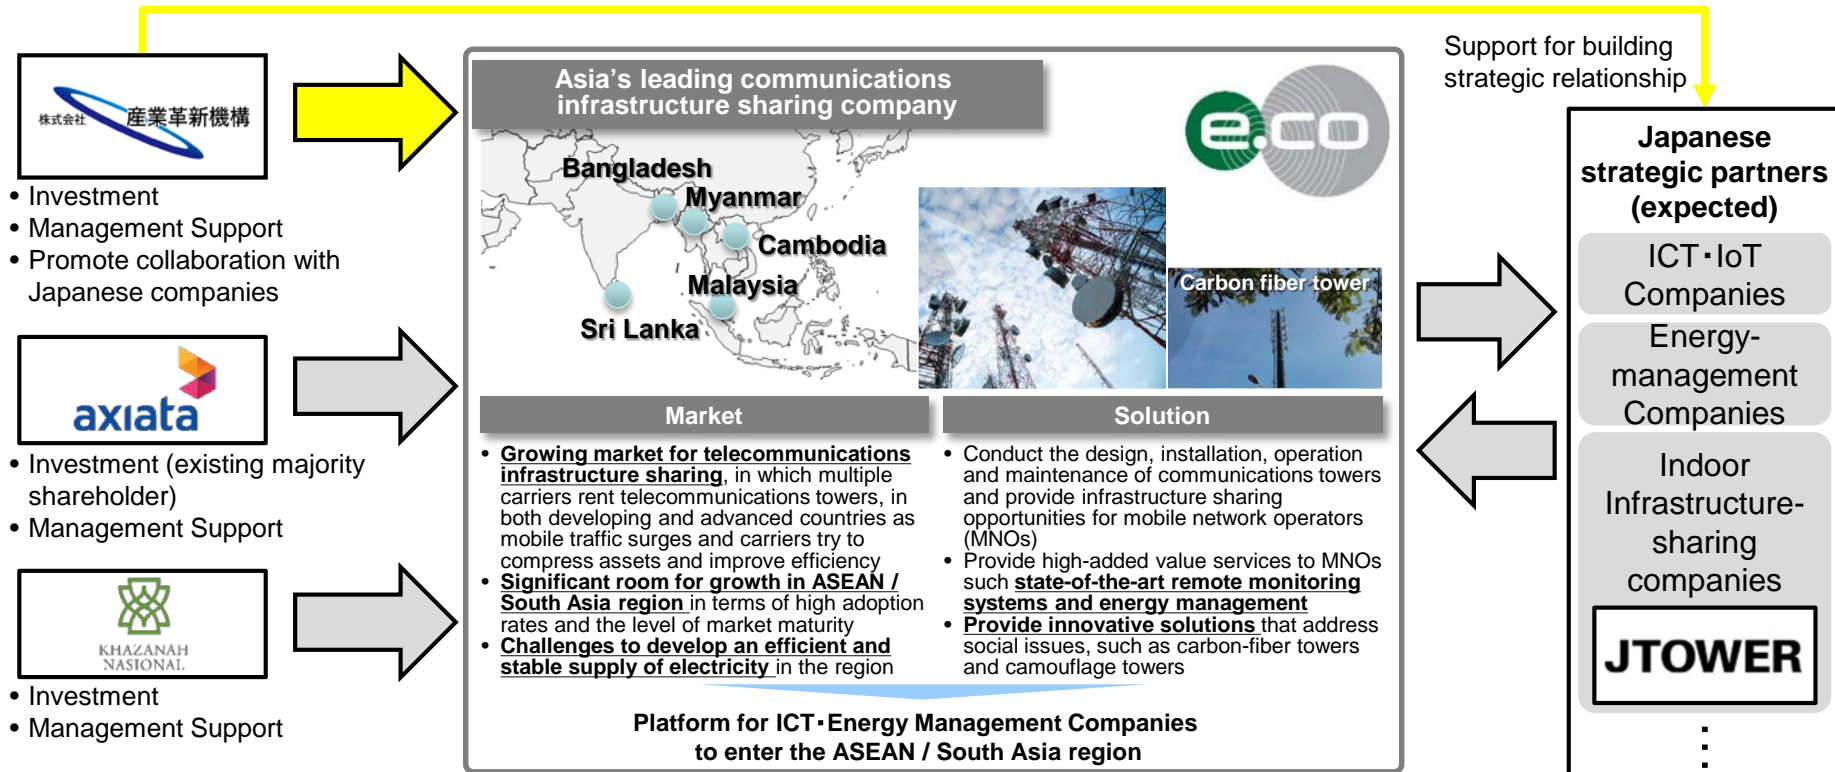 株式会社 産業革新機構
• Investment
• Management Support
• Promote collaboration with
Japanese companies
axiata
• Investment (existing majority
shareholder)
• Management Support
KHAZANAH
NASIONAL
• Investment
• Management Support
Asia's leading communications
infrastructure sharing company
e.co
Bangladesh
Myanmar
Cambodia
Malaysia
Sri Lanka
Carbon fiber tower
Market
• Growing market for telecommunications
infrastructure sharing, in which multiple
carriers rent telecommunications towers, in
both developing and advanced countries as
mobile traffic surges and carriers try to
compress assets and improve efficiency
• Significant room for growth in ASEAN /
South Asia region in terms of high adoption
rates and the level of market maturity
• Challenges to develop an efficient and
stable supply of electricity in the region
Solution
• Conduct the design, installation, operation
and maintenance of communications towers
and provide infrastructure sharing
opportunities for mobile network operators
(MNOs)
• Provide high-added value services to MNOs
such state-of-the-art remote monitoring
systems and energy management
• Provide innovative solutions that address
social issues, such as carbon-fiber towers
and camouflage towers
Platform for ICT・Energy Management Companies
to enter the ASEAN / South Asia region
Support for building
strategic relationship
Japanese
strategic partners
(expected)
ICT・IoT
Companies
Energy-
management
Companies
Indoor
Infrastructure-
sharing
companies
JTOWER